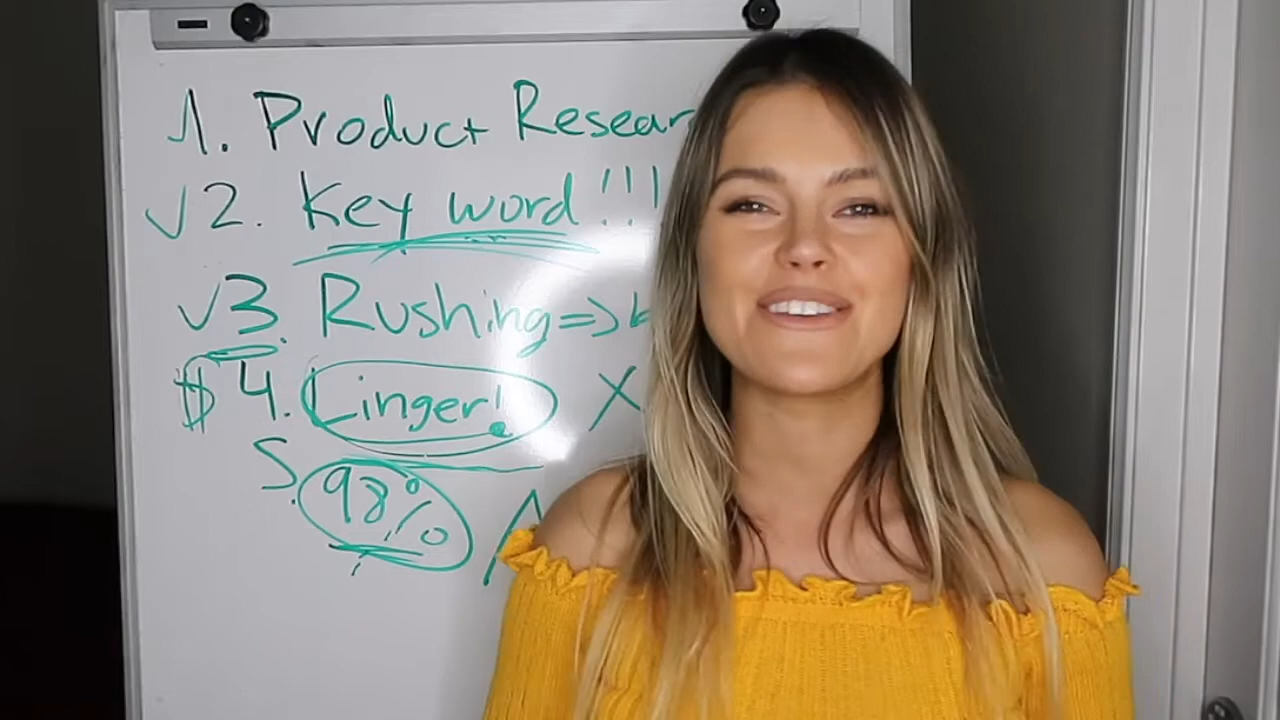 1. Product Resear
√2. Key word!!!
√3. Rushing => b
$ 4. Linger! X
5. 98%